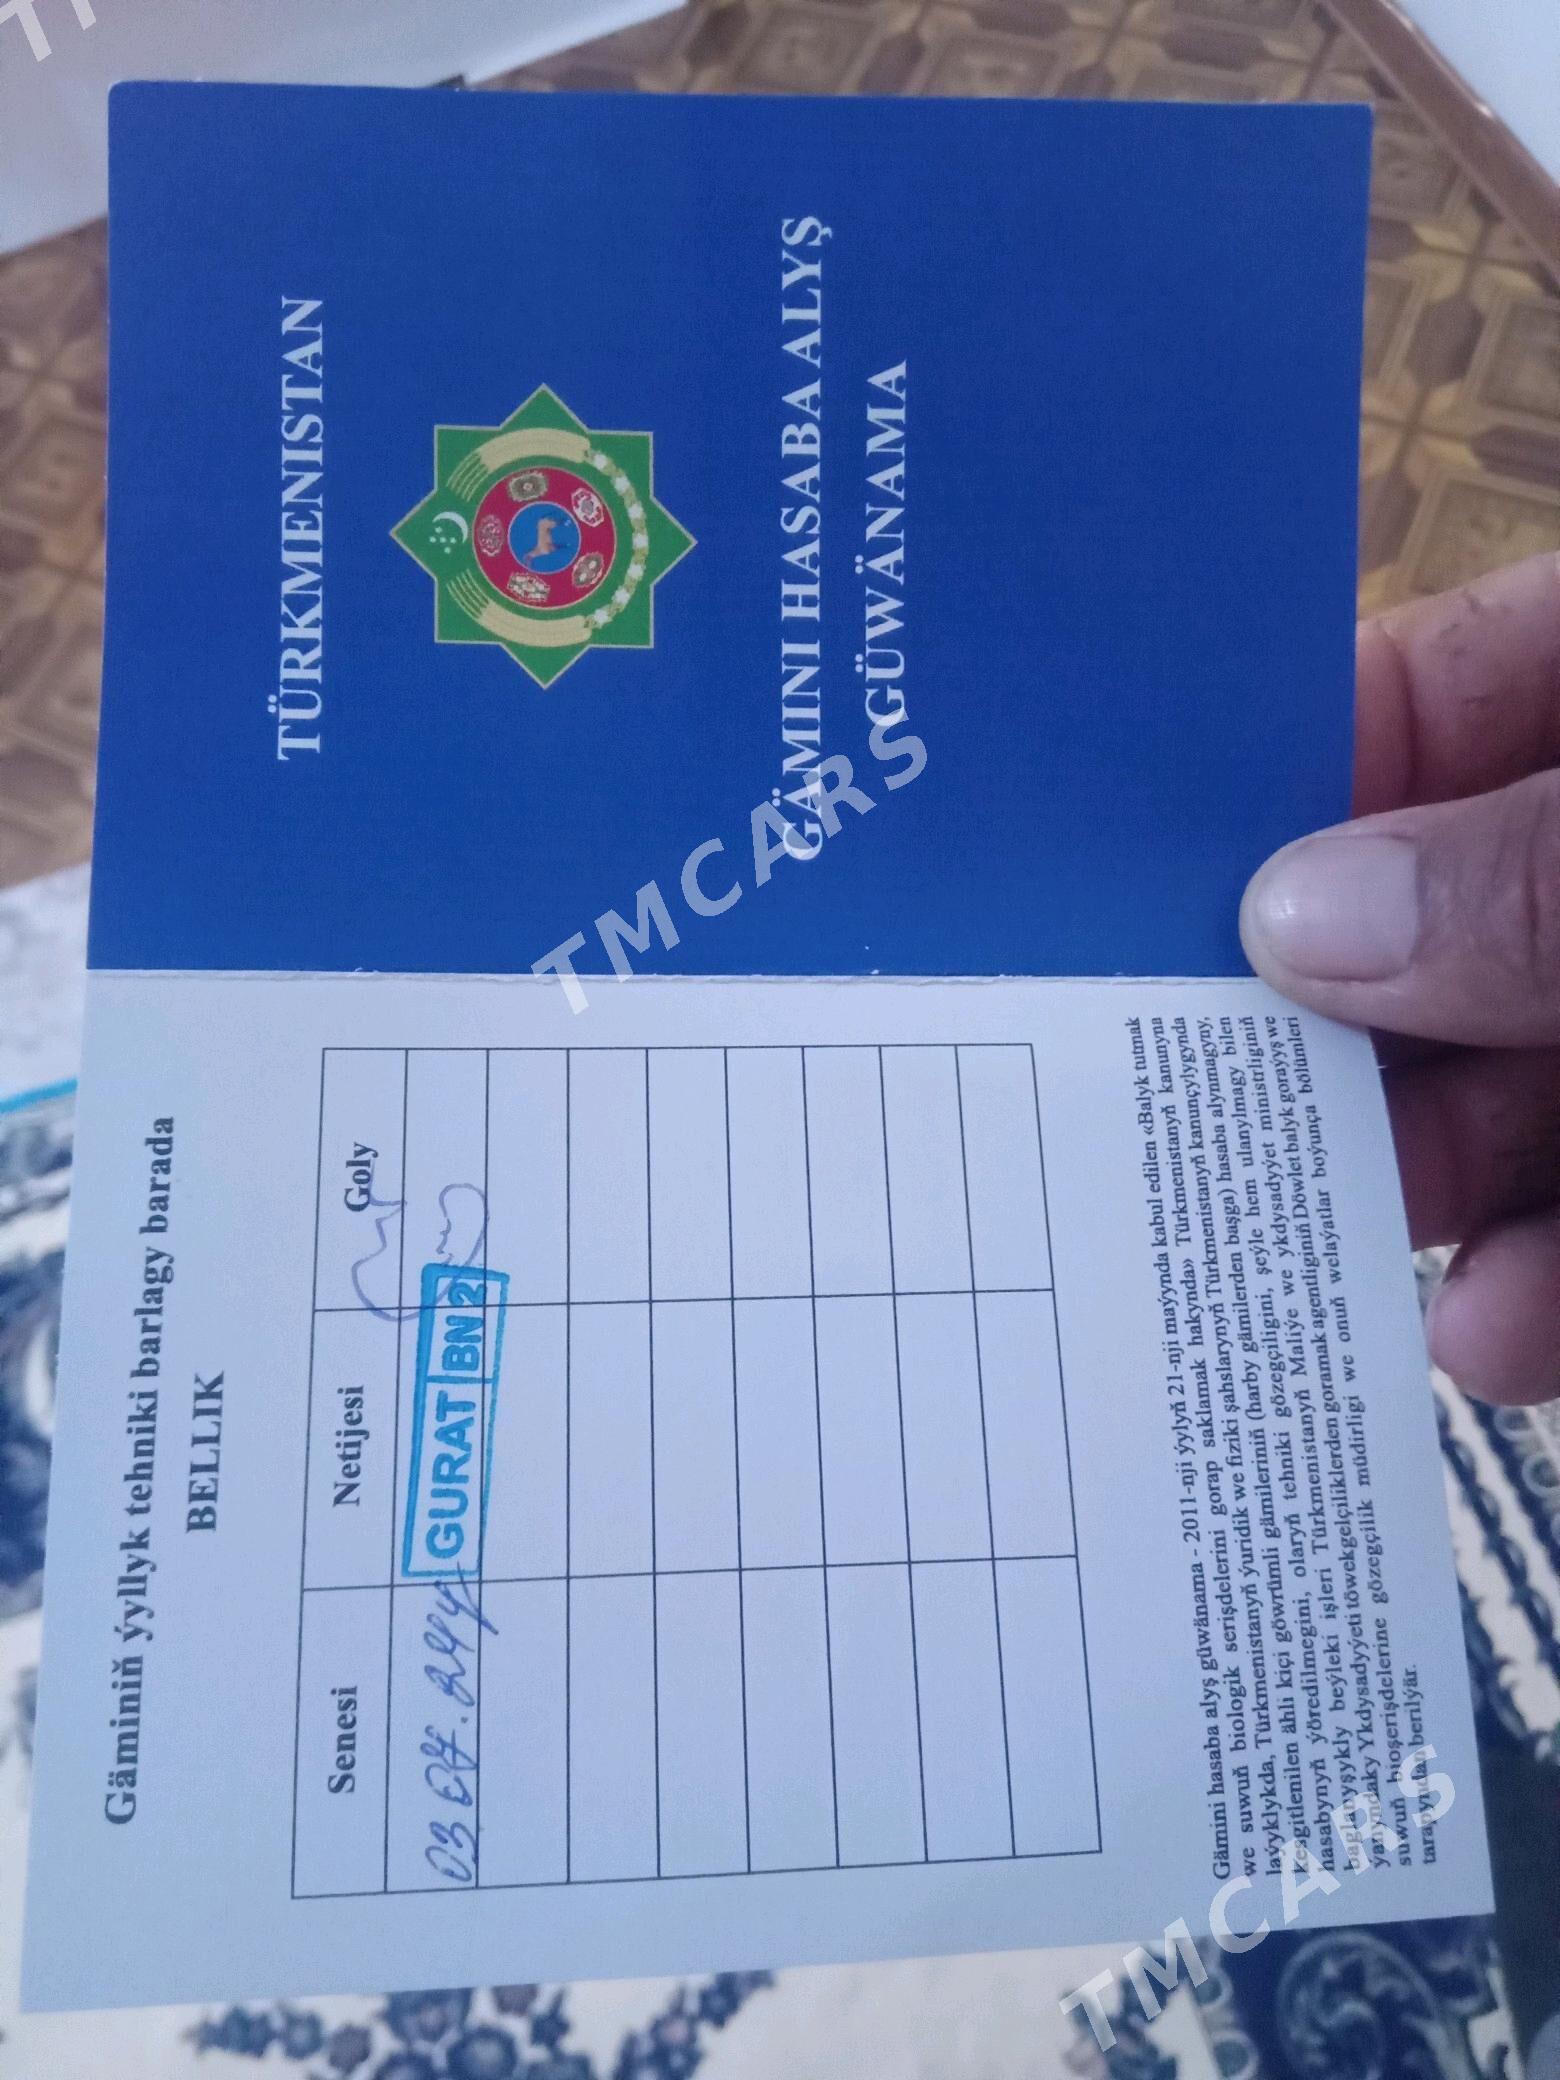 Gäminiň ýyllyk tehniki barlagy barada
BELLIK
Senesi Netijesi Goly
GURAT BN 2
Gämini hasaba alyş güwänama - 2011-nji ýylyň 21-nji maýynda kabul edilen «Balyk tutmak
we suwuň biologik serişdelerini gorap saklamak hakynda» Türkmenistanyň kanunyna
laýyklykda, Türkmenistanyň ýuridik we fiziki şahslarynyň Türkmenistanyň kanunçylygynda
kesgitlenilen ähli kiçi göwrümli gämileriniň (harby gämilerden başga) hasaba alynmagyny,
hasabynyň ýöredilmegini, olaryň tehniki gözegçiligini, şeýle hem ulanylmagy bilen
baglanyşykly beýleki işleri Türkmenistanyň Maliýe we ykdysadyýet ministrliginiň
ýanyndaky Ykdysadyýeti töwekgelçiliklerden goramak agentliginiň Döwlet balyk goraýyş we
suwuň bioserişdelerine gözegçilik müdirligi we onuň welaýatlar boýunça bölümleri
tarapyndan berilýär.
TÜRKMENISTAN
GÄMINI HASABA ALYŞ
GÜWÄNAMA
TMCARS
TMCARS